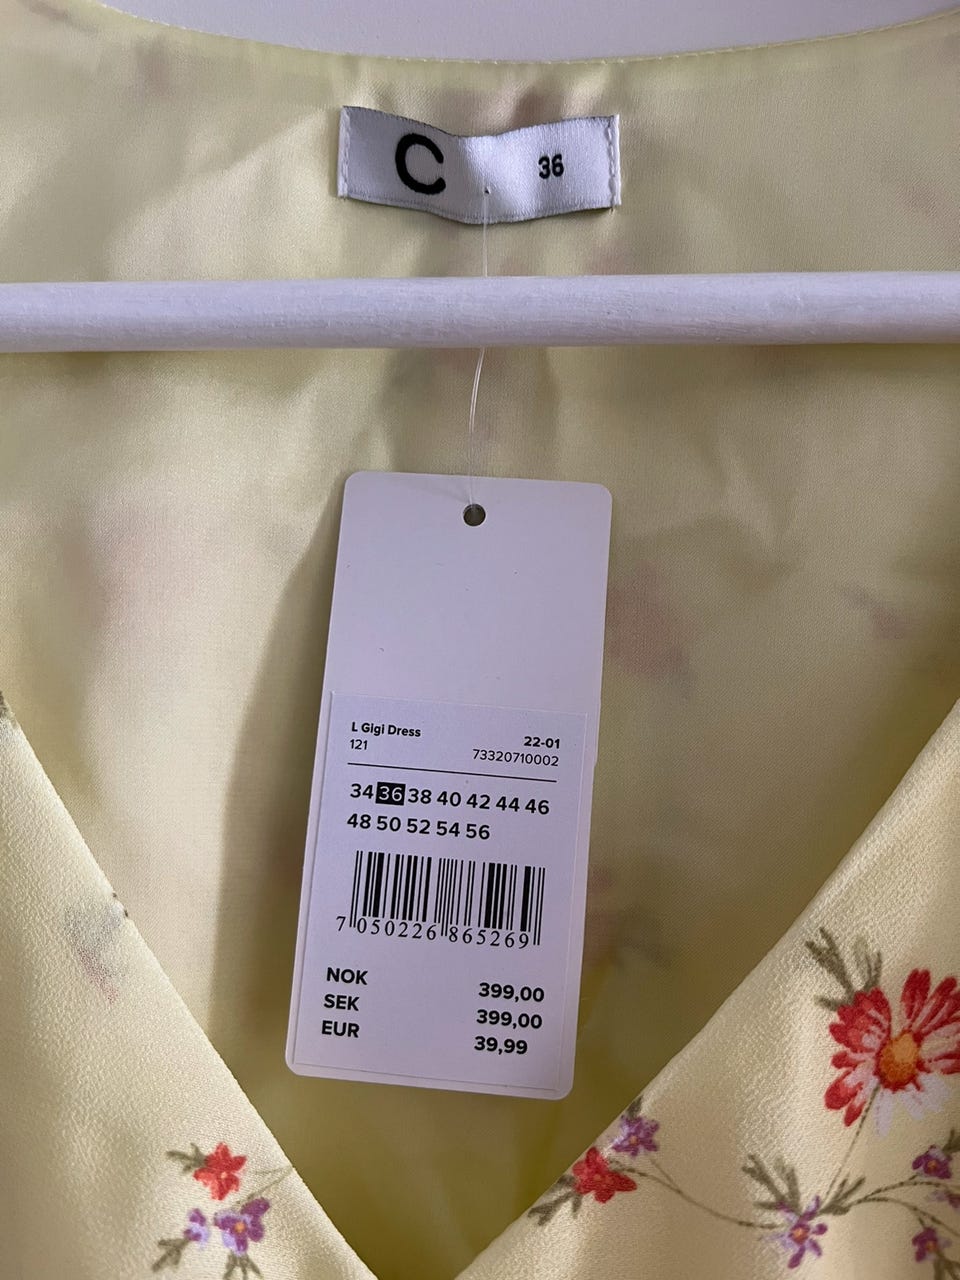 C 36
L Gigi Dress 22-01
121 73320710002
34 36 38 40 42 44 46
48 50 52 54 56
7 050226 865269
NOK 399,00
SEK 399,00
EUR 39,99